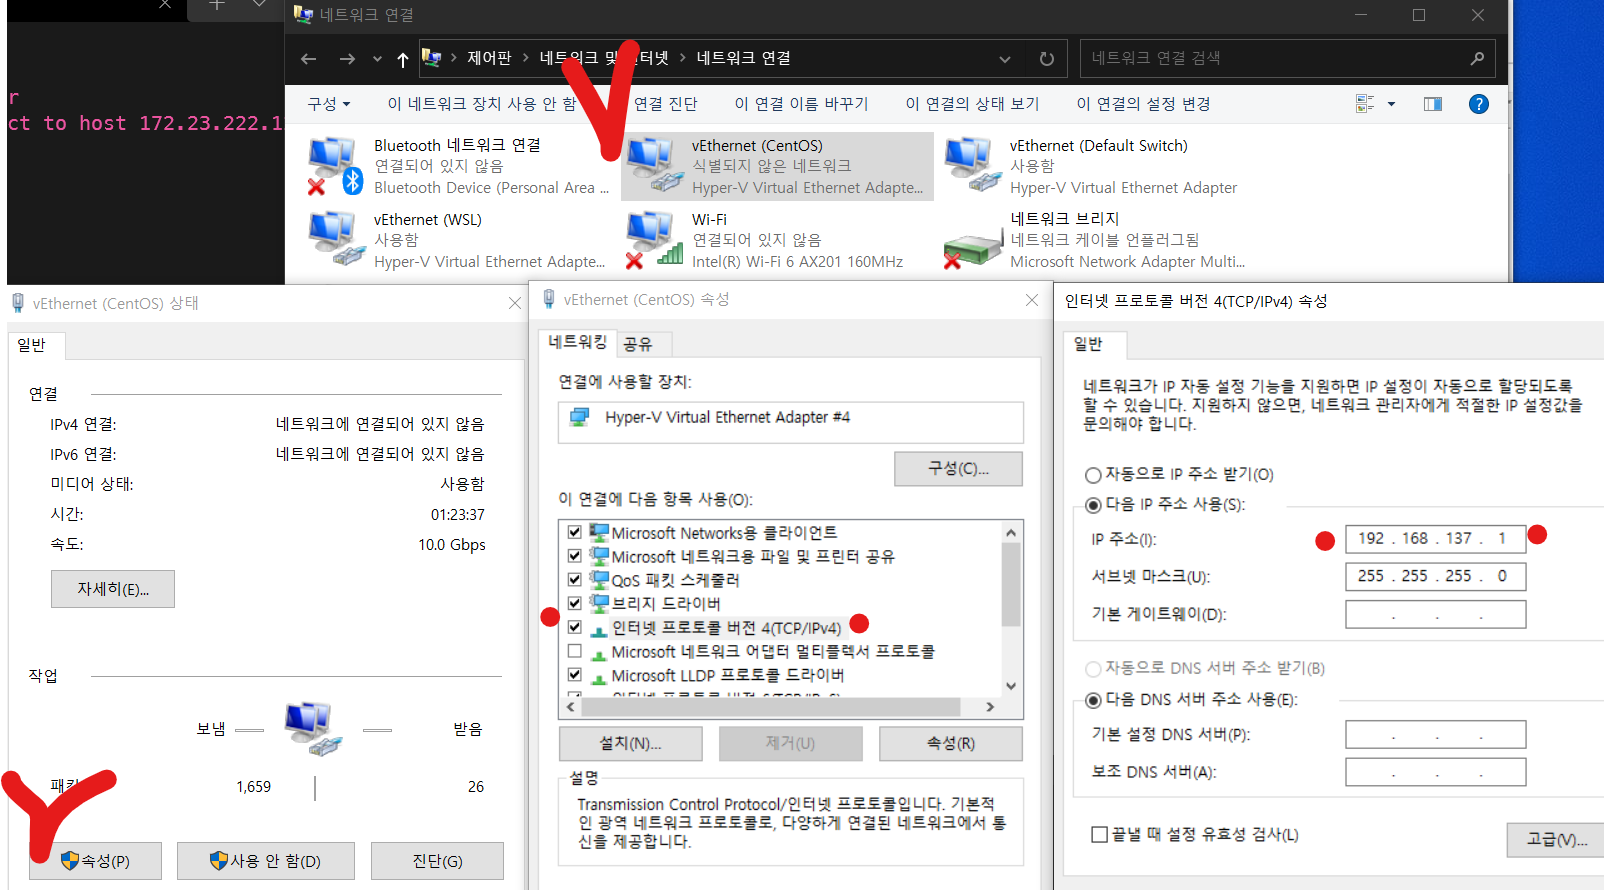 r
ct to host 172.23.222.1
네트워크 연결
제어판 > 네트워크 및 인터넷 > 네트워크 연결
네트워크 연결 검색
구성
이 네트워크 장치 사용 안 함
연결 진단
이 연결 이름 바꾸기
이 연결의 상태 보기
이 연결의 설정 변경
Bluetooth 네트워크 연결
연결되어 있지 않음
Bluetooth Device (Personal Area ...
vEthernet (CentOS)
식별되지 않은 네트워크
Hyper-V Virtual Ethernet Adapte...
vEthernet (Default Switch)
사용함
Hyper-V Virtual Ethernet Adapter
vEthernet (WSL)
사용함
Hyper-V Virtual Ethernet Adapte...
Wi-Fi
연결되어 있지 않음
Intel(R) Wi-Fi 6 AX201 160MHz
네트워크 브리지
네트워크 케이블 언플러그됨
Microsoft Network Adapter Multi...
vEthernet (CentOS) 상태
일반
연결
IPv4 연결: 네트워크에 연결되어 있지 않음
IPv6 연결: 네트워크에 연결되어 있지 않음
미디어 상태: 사용함
시간: 01:23:37
속도: 10.0 Gbps
자세히(E)...
작업
보냄 받음
1,659 26
속성(P)
사용 안 함(D)
진단(G)
vEthernet (CentOS) 속성
네트워킹
공유
연결에 사용할 장치:
Hyper-V Virtual Ethernet Adapter #4
구성(C)...
이 연결에 다음 항목 사용(O):
Microsoft Networks용 클라이언트
Microsoft 네트워크용 파일 및 프린터 공유
QoS 패킷 스케줄러
브리지 드라이버
인터넷 프로토콜 버전 4(TCP/IPv4)
Microsoft 네트워크 어댑터 멀티플렉서 프로토콜
Microsoft LLDP 프로토콜 드라이버
설치(N)...
제거(U)
속성(R)
설명
Transmission Control Protocol/인터넷 프로토콜입니다. 기본적
인 광역 네트워크 프로토콜로, 다양하게 연결된 네트워크에서 통
신을 제공합니다.
인터넷 프로토콜 버전 4(TCP/IPv4) 속성
일반
네트워크가 IP 자동 설정 기능을 지원하면 IP 설정이 자동으로 할당되도록
할 수 있습니다. 지원하지 않으면, 네트워크 관리자에게 적절한 IP 설정값을
문의해야 합니다.
자동으로 IP 주소 받기(O)
다음 IP 주소 사용(S):
IP 주소(I): 192 . 168 . 137 . 1
서브넷 마스크(U): 255 . 255 . 255 . 0
기본 게이트웨이(D): . . .
자동으로 DNS 서버 주소 받기(B)
다음 DNS 서버 주소 사용(E):
기본 설정 DNS 서버(P): . . .
보조 DNS 서버(A): . . .
끝낼 때 설정 유효성 검사(L)
고급(V)...